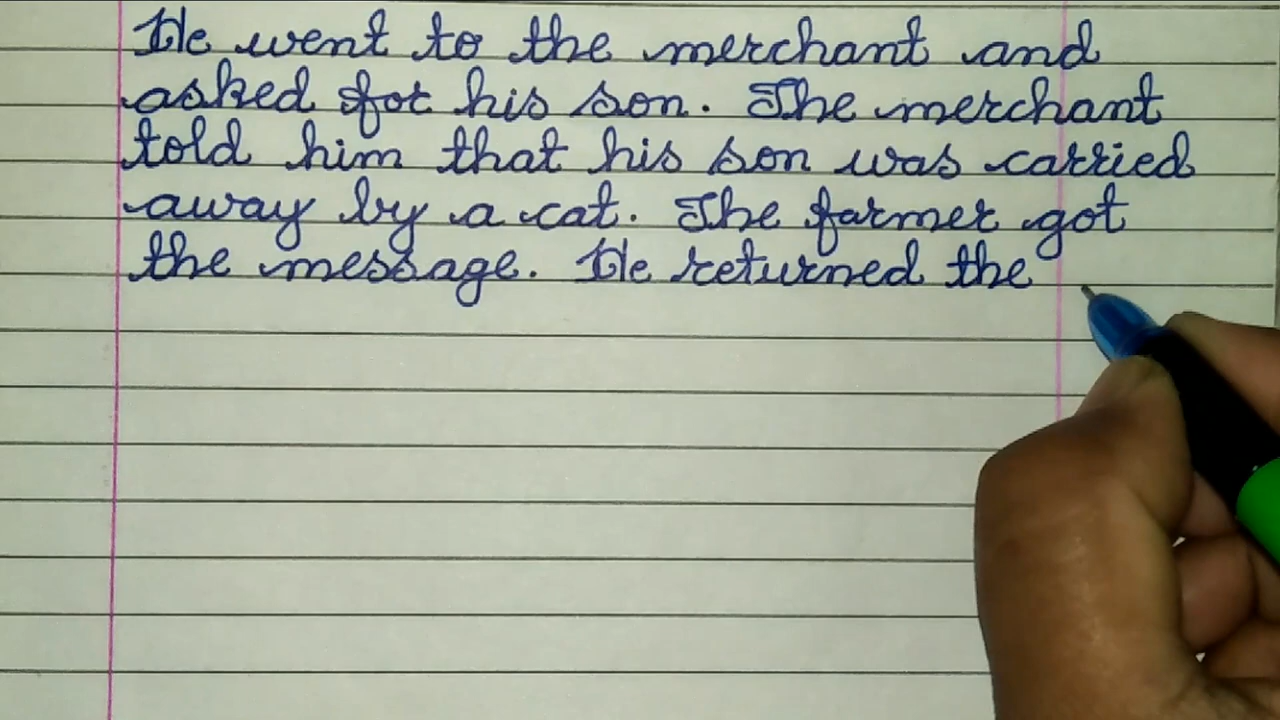 He went to the merchant and
asked for his son. The merchant
told him that his son was carried
away by a cat. The farmer got
the message. He returned the